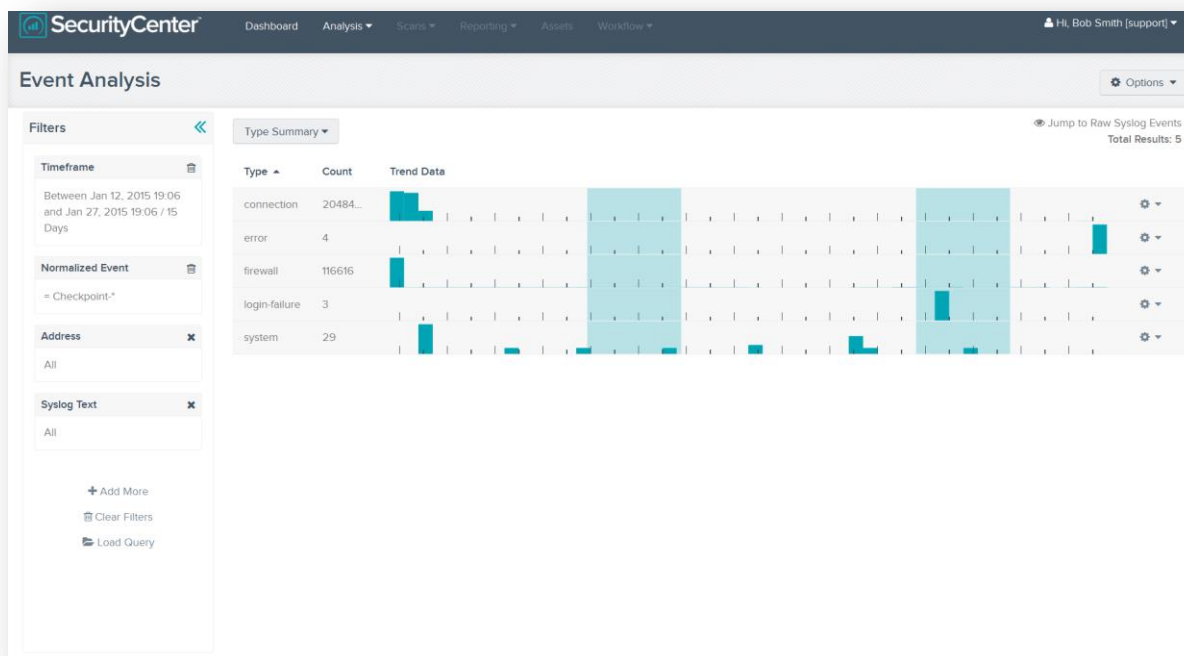 SecurityCenter
Dashboard Analysis Scans Reporting Assets Workflow
Hi, Bob Smith [support]
Event Analysis
Options
Filters
Timeframe
Between Jan 12, 2015 19:06
and Jan 27, 2015 19:06 / 15
Days
Normalized Event
= Checkpoint-*
Address
All
Syslog Text
All
Add More
Clear Filters
Load Query
Type Summary
Jump to Raw Syslog Events
Total Results: 5
Type Count Trend Data
connection 20484...
error 4
firewall 116616
login-failure 3
system 29